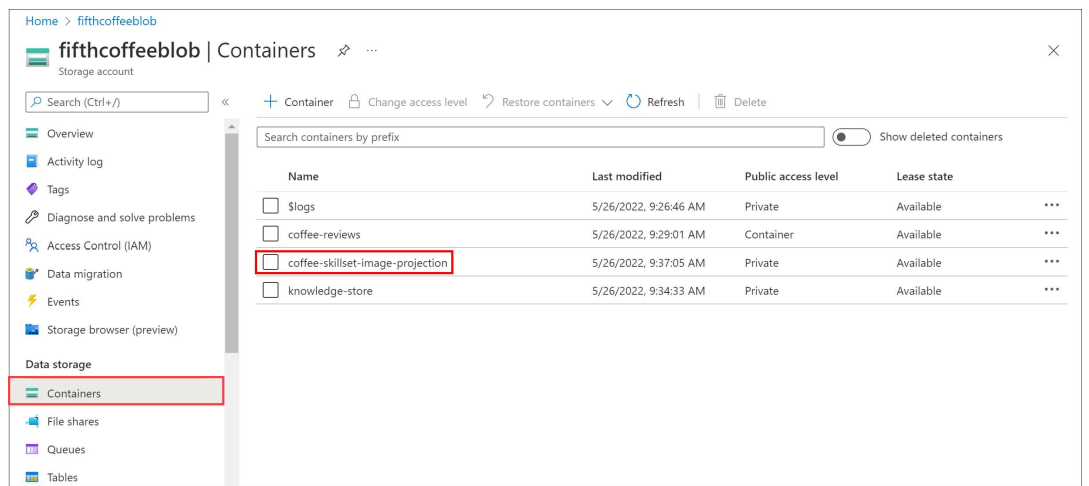 Home > fifthcoffeeblob
fifthcoffeeblob | Containers ...
Storage account
Search (Ctrl+/)
«
Overview
Activity log
Tags
Diagnose and solve problems
Access Control (IAM)
Data migration
Events
Storage browser (preview)
Data storage
Containers
File shares
Queues
Tables
+ Container Change access level Restore containers Refresh Delete
Search containers by prefix Show deleted containers
Name Last modified Public access level Lease state
$logs 5/26/2022, 9:26:46 AM Private Available ...
coffee-reviews 5/26/2022, 9:29:01 AM Container Available ...
coffee-skillset-image-projection 5/26/2022, 9:37:05 AM Private Available ...
knowledge-store 5/26/2022, 9:34:33 AM Private Available ...